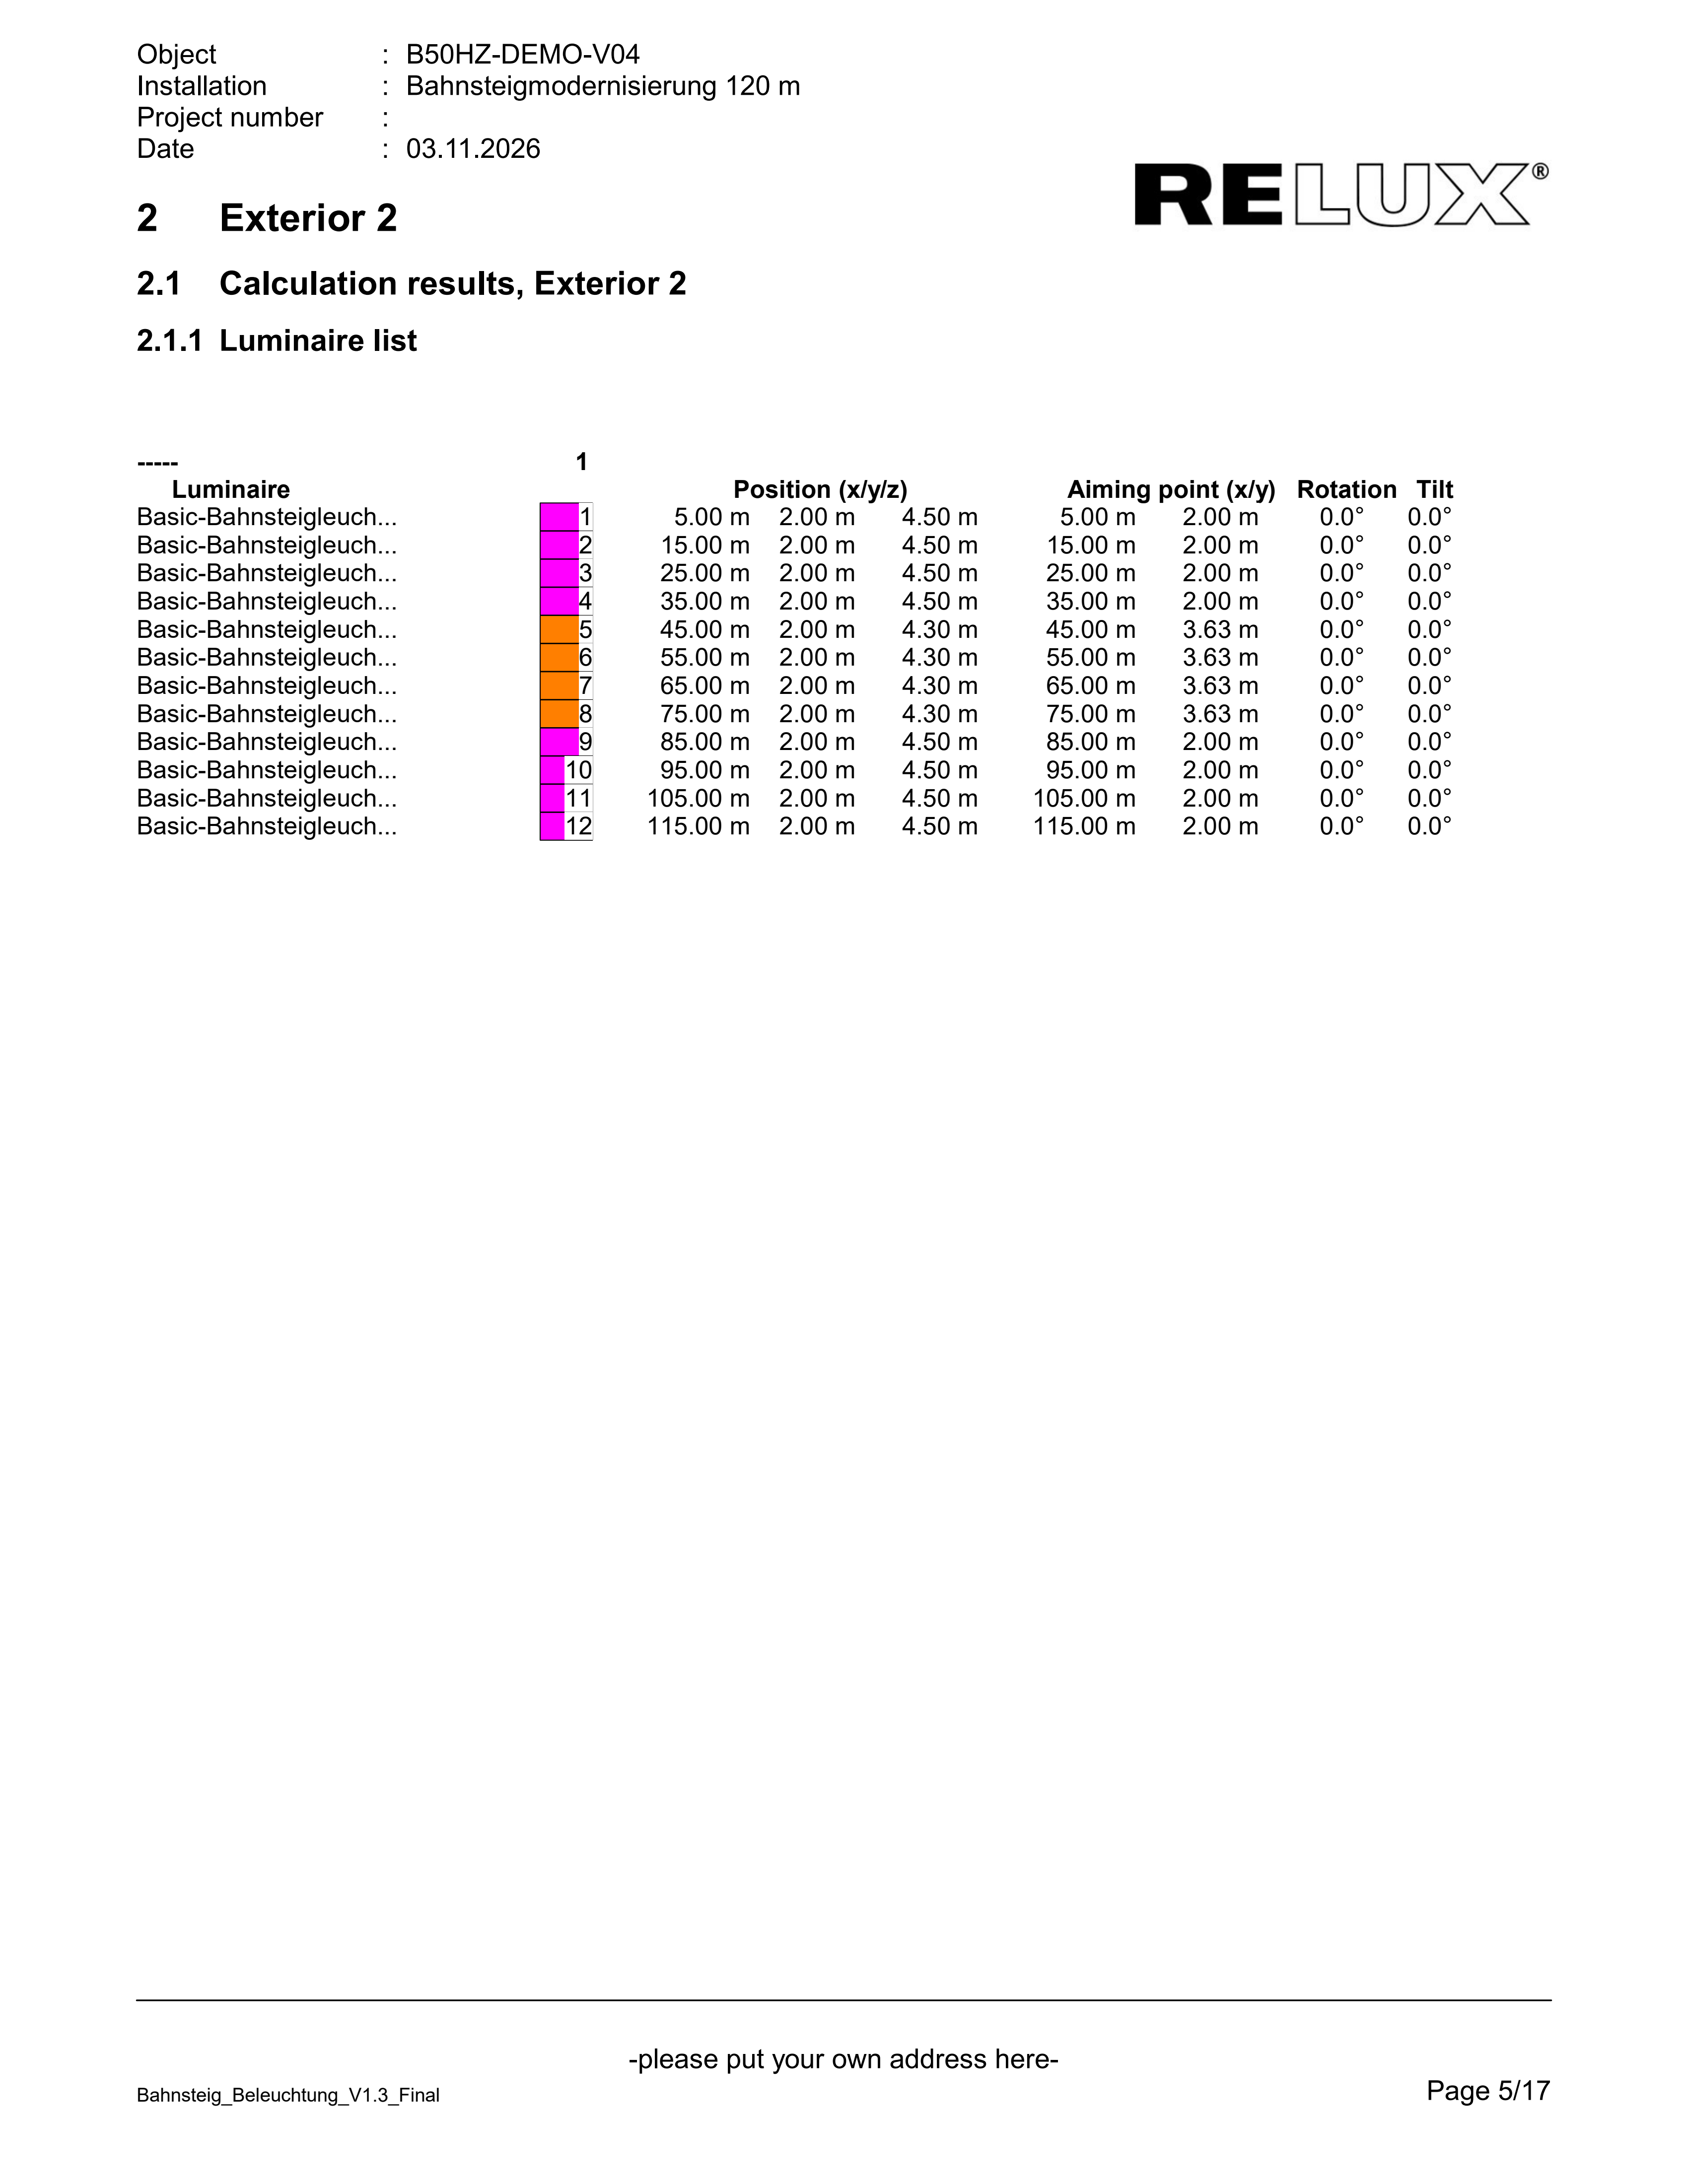 Object : B50HZ-DEMO-V04
Installation : Bahnsteigmodernisierung 120 m
Project number :
Date : 03.11.2026
RELUX®
2 Exterior 2
2.1 Calculation results, Exterior 2
2.1.1 Luminaire list
----- 1
Luminaire Position (x/y/z) Aiming point (x/y) Rotation Tilt
Basic-Bahnsteigleuch... 1 5.00 m 2.00 m 4.50 m 5.00 m 2.00 m 0.0° 0.0°
Basic-Bahnsteigleuch... 2 15.00 m 2.00 m 4.50 m 15.00 m 2.00 m 0.0° 0.0°
Basic-Bahnsteigleuch... 3 25.00 m 2.00 m 4.50 m 25.00 m 2.00 m 0.0° 0.0°
Basic-Bahnsteigleuch... 4 35.00 m 2.00 m 4.50 m 35.00 m 2.00 m 0.0° 0.0°
Basic-Bahnsteigleuch... 5 45.00 m 2.00 m 4.30 m 45.00 m 3.63 m 0.0° 0.0°
Basic-Bahnsteigleuch... 6 55.00 m 2.00 m 4.30 m 55.00 m 3.63 m 0.0° 0.0°
Basic-Bahnsteigleuch... 7 65.00 m 2.00 m 4.30 m 65.00 m 3.63 m 0.0° 0.0°
Basic-Bahnsteigleuch... 8 75.00 m 2.00 m 4.30 m 75.00 m 3.63 m 0.0° 0.0°
Basic-Bahnsteigleuch... 9 85.00 m 2.00 m 4.50 m 85.00 m 2.00 m 0.0° 0.0°
Basic-Bahnsteigleuch... 10 95.00 m 2.00 m 4.50 m 95.00 m 2.00 m 0.0° 0.0°
Basic-Bahnsteigleuch... 11 105.00 m 2.00 m 4.50 m 105.00 m 2.00 m 0.0° 0.0°
Basic-Bahnsteigleuch... 12 115.00 m 2.00 m 4.50 m 115.00 m 2.00 m 0.0° 0.0°
-please put your own address here-
Bahnsteig_Beleuchtung_V1.3_Final
Page 5/17